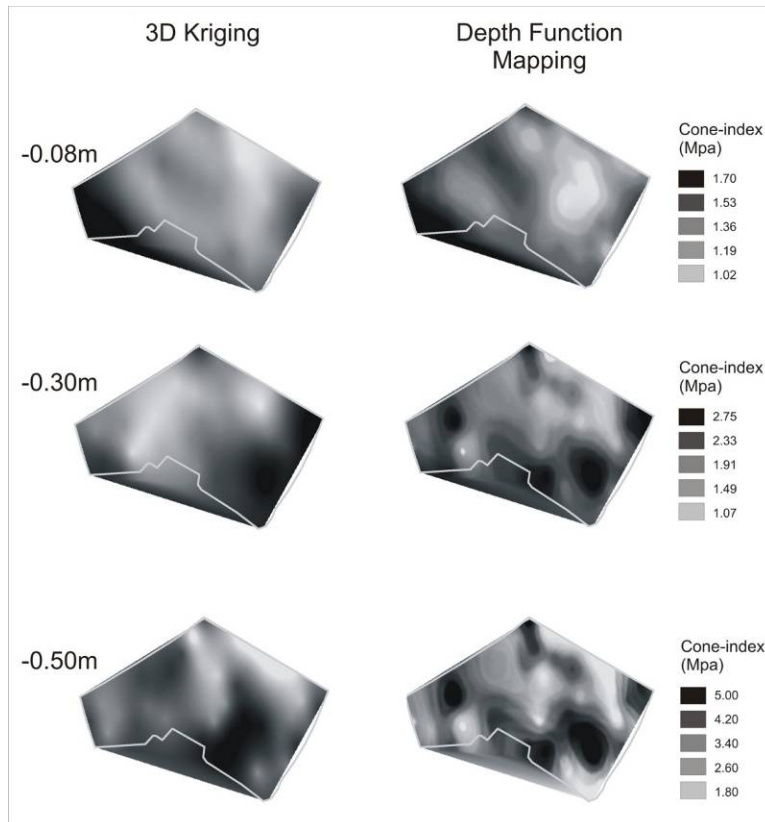 3D Kriging
Depth Function
Mapping
-0.08m
Cone-index
(Mpa)
1.70
1.53
1.36
1.19
1.02
-0.30m
Cone-index
(Mpa)
2.75
2.33
1.91
1.49
1.07
-0.50m
Cone-index
(Mpa)
5.00
4.20
3.40
2.60
1.80